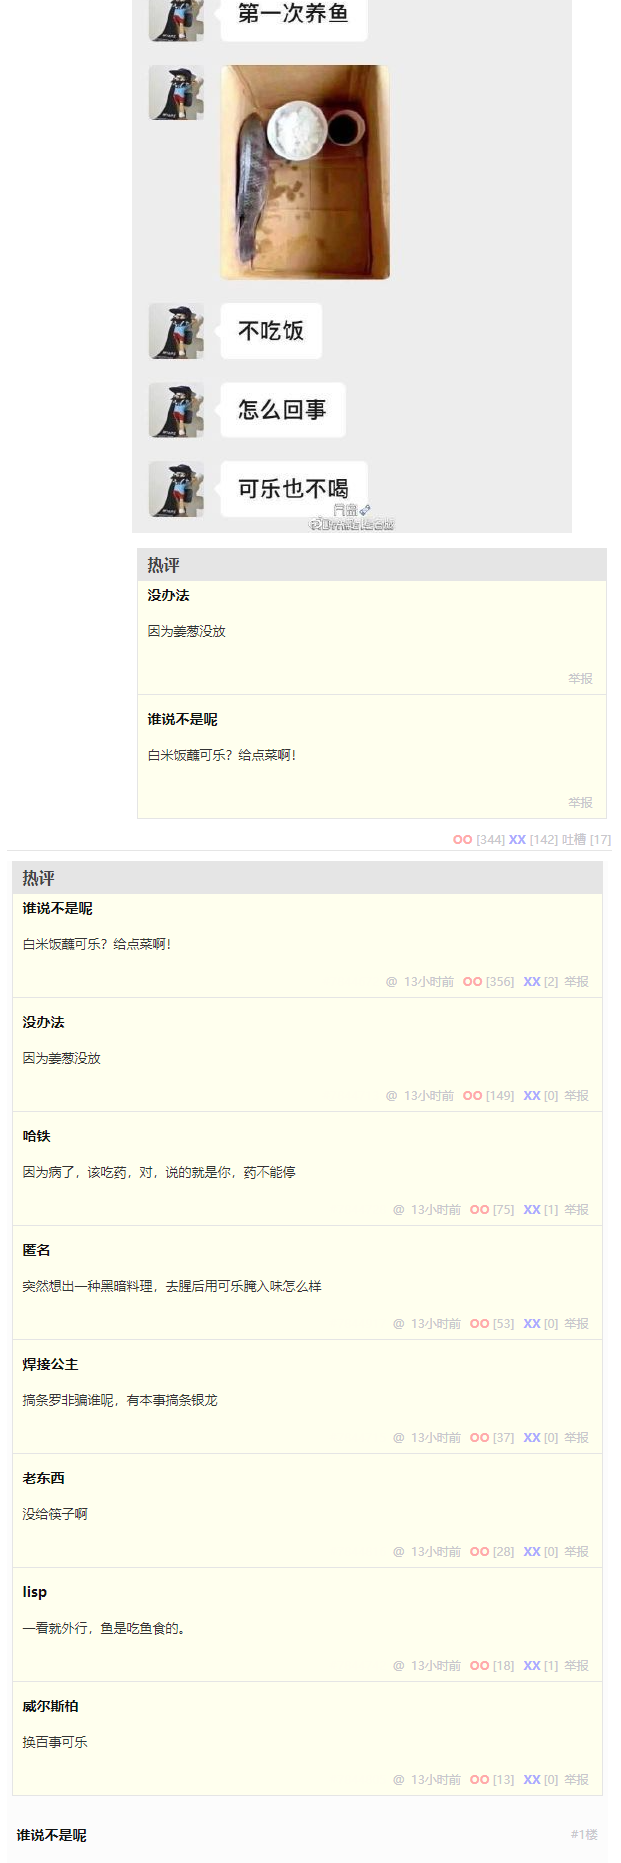 第一次养鱼
不吃饭
怎么回事
可乐也不喝
热评
没办法
因为姜葱没放
举报
谁说不是呢
白米饭蘸可乐？给点菜啊！
举报
OO [344] XX [142] 吐槽 [17]
热评
谁说不是呢
白米饭蘸可乐？给点菜啊！
@ 13小时前 OO [356] XX [2] 举报
没办法
因为姜葱没放
@ 13小时前 OO [149] XX [0] 举报
哈铁
因为病了，该吃药，对，说的就是你，药不能停
@ 13小时前 OO [75] XX [1] 举报
匿名
突然想出一种黑暗料理，去腥后用可乐腌入味怎么样
@ 13小时前 OO [53] XX [0] 举报
焊接公主
搞条罗非骗谁呢，有本事搞条银龙
@ 13小时前 OO [37] XX [0] 举报
老东西
没给筷子啊
@ 13小时前 OO [28] XX [0] 举报
lisp
一看就外行，鱼是吃鱼食的。
@ 13小时前 OO [18] XX [1] 举报
威尔斯柏
换百事可乐
@ 13小时前 OO [13] XX [0] 举报
谁说不是呢
#1楼